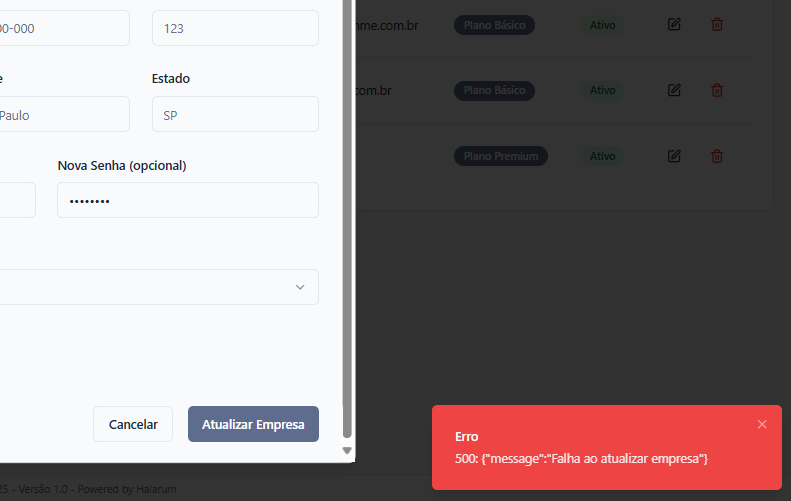 00-000
123
nme.com.br
Plano Básico
Ativo
Estado
com.br
Plano Básico
Ativo
Paulo
SP
Plano Premium
Ativo
Nova Senha (opcional)
••••••••
Cancelar
Atualizar Empresa
Erro
500: {"message":"Falha ao atualizar empresa"}
25 - Versão 1.0 - Powered by Halarum